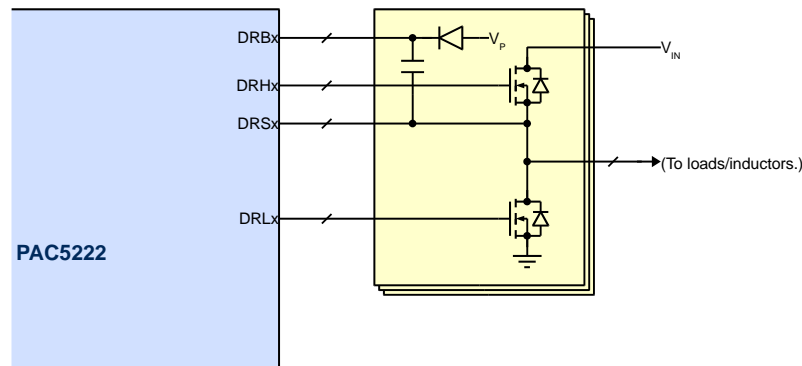 DRBx
V_P
V_IN
DRHx
DRSx
(To loads/inductors.)
DRLx
PAC5222